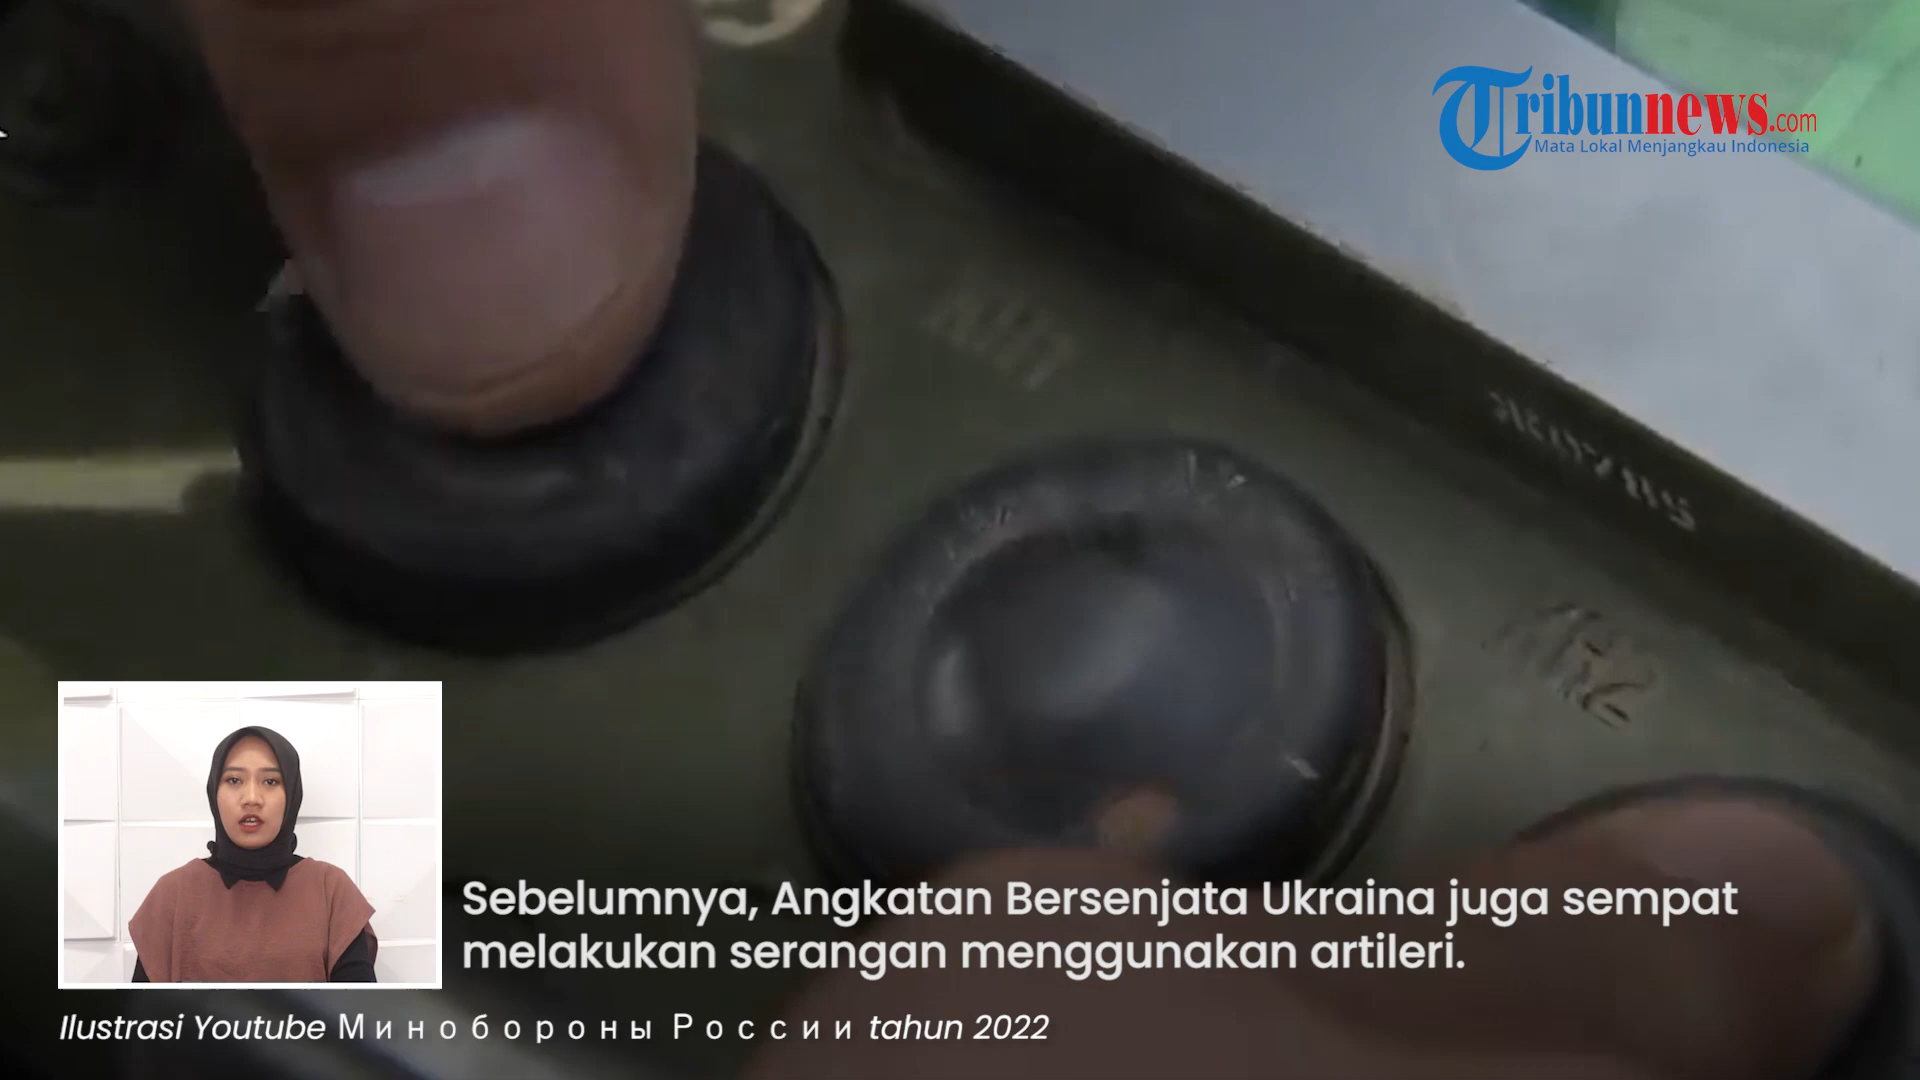 Tribunnews.com
Mata Lokal Menjangkau Indonesia
Sebelumnya, Angkatan Bersenjata Ukraina juga sempat
melakukan serangan menggunakan artileri.
Ilustrasi Youtube Минобороны России tahun 2022